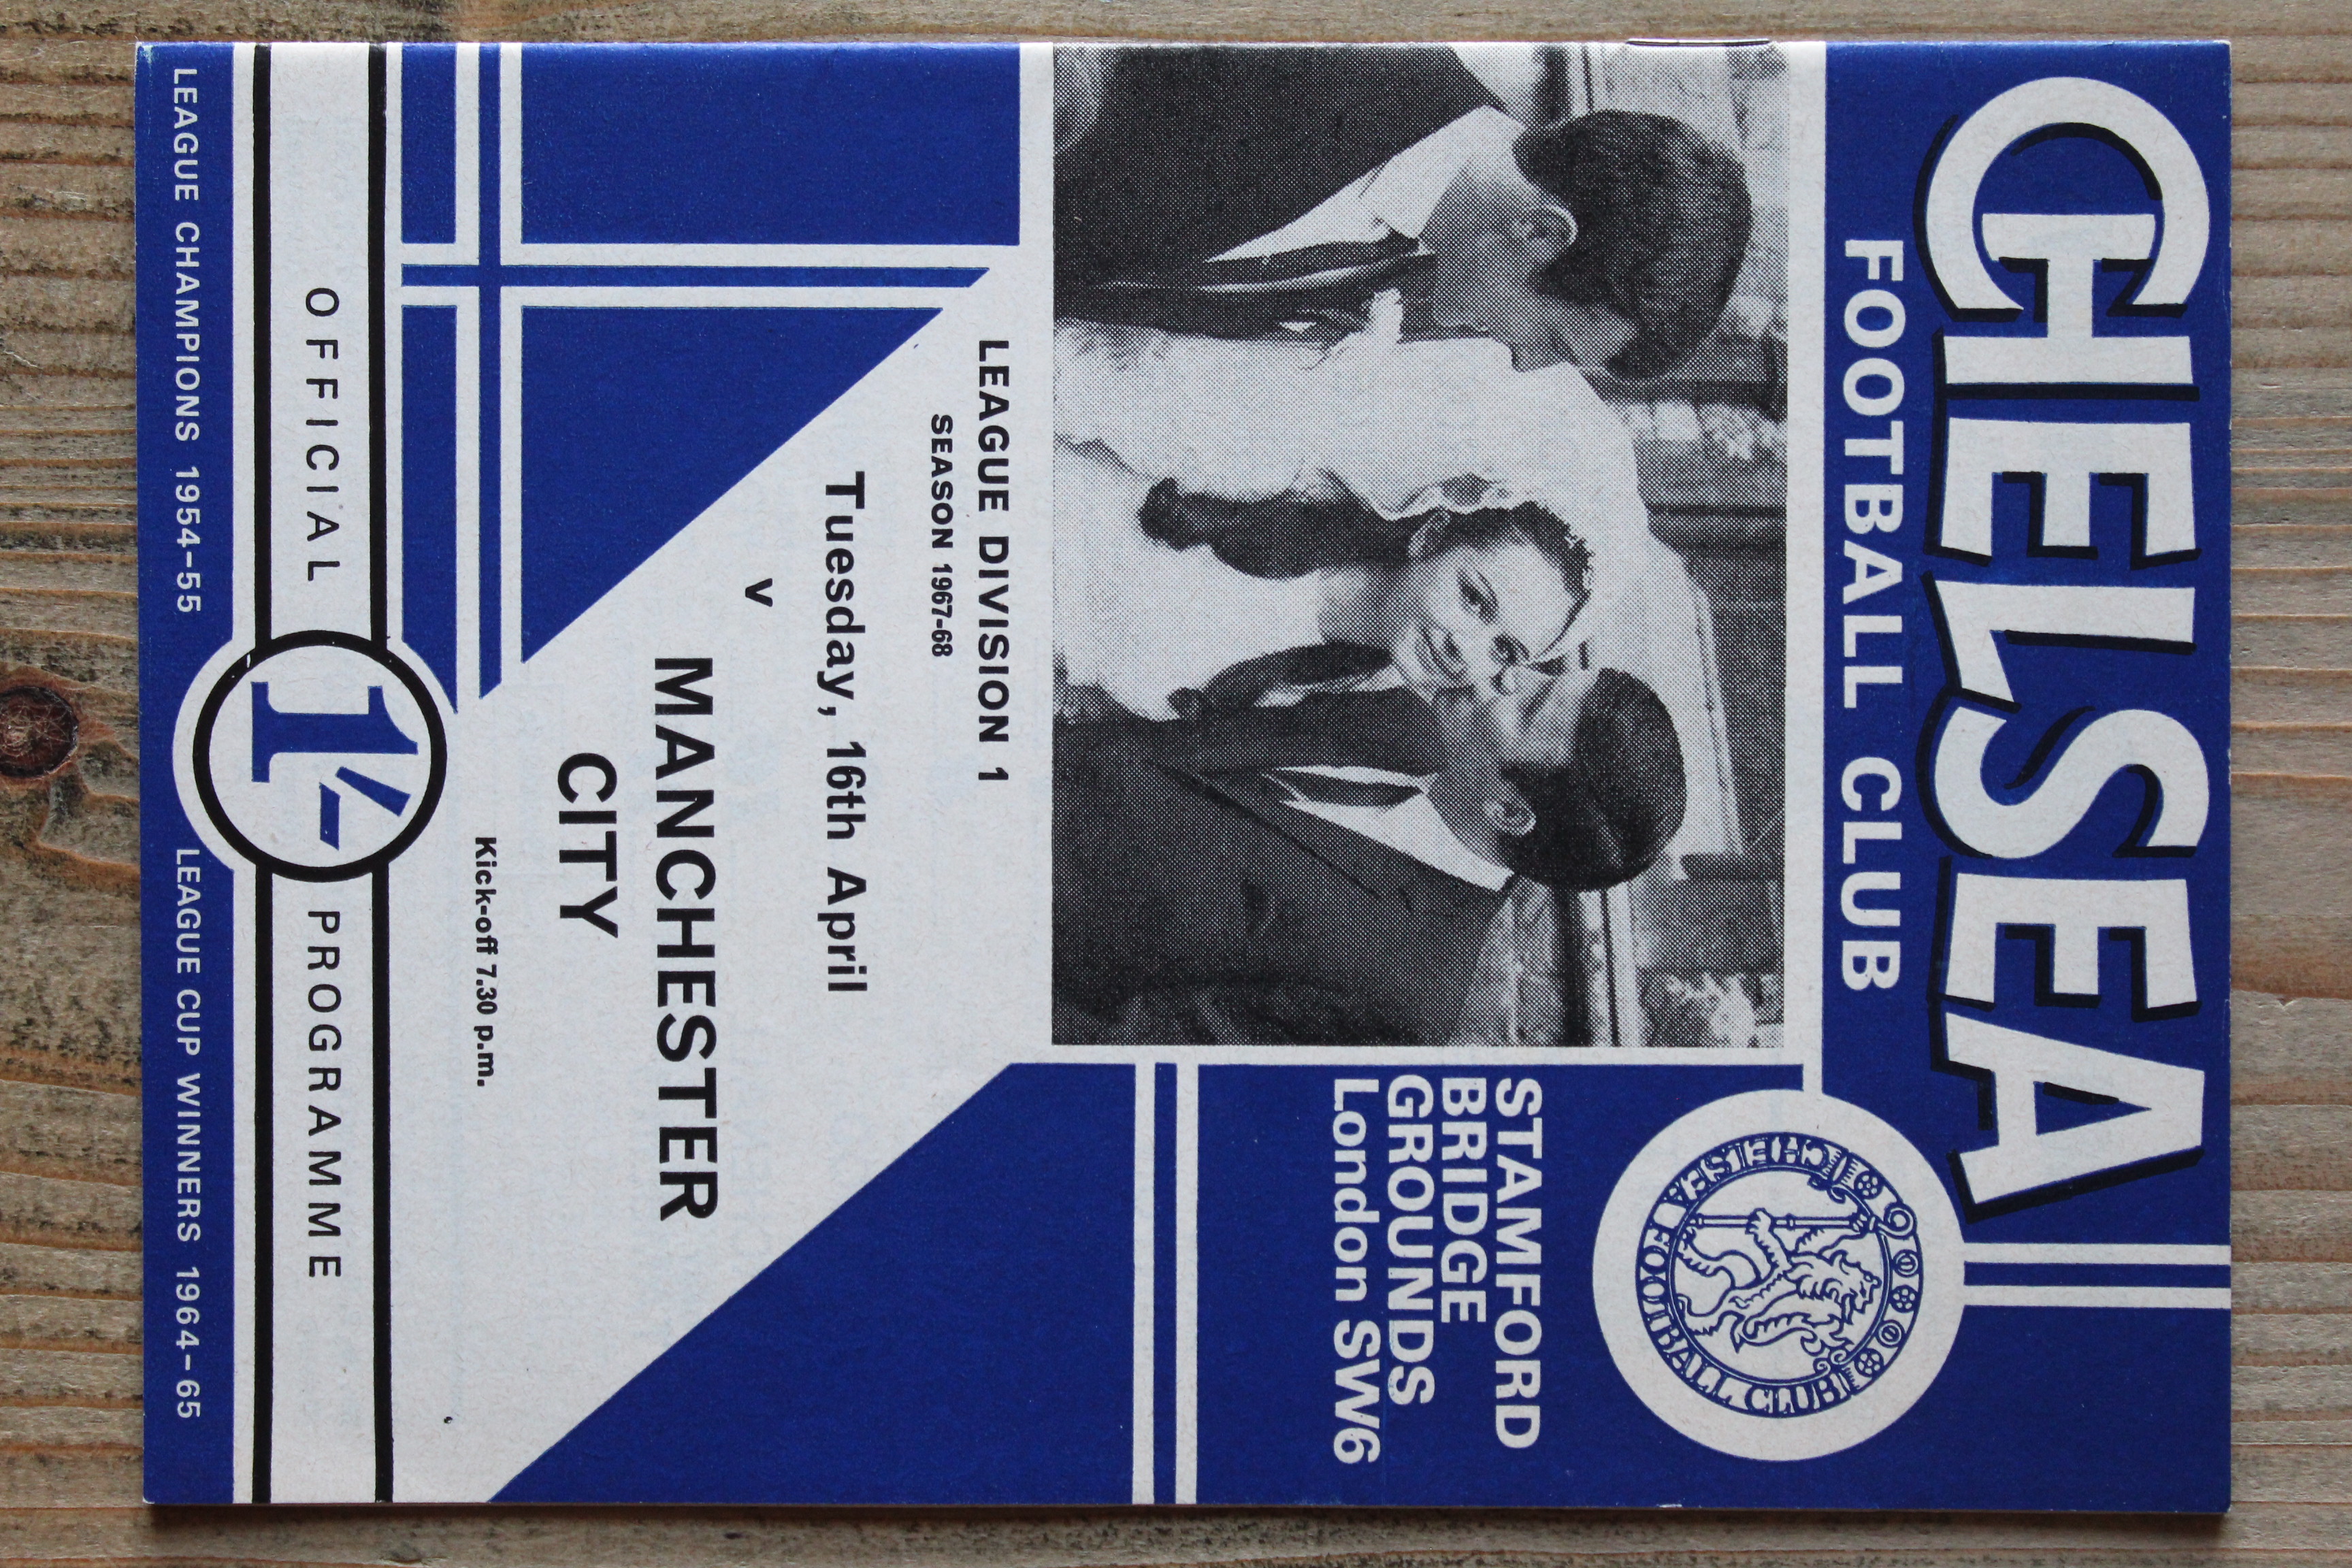 CHELSEA
FOOTBALL CLUB
CHELSEA FOOTBALL CLUB
STAMFORD
BRIDGE
GROUNDS
London SW6
LEAGUE DIVISION 1
SEASON 1967-68
Tuesday, 16th April
v
MANCHESTER
CITY
Kick-off 7.30 p.m.
OFFICIAL 1/- PROGRAMME
LEAGUE CHAMPIONS 1954-55 LEAGUE CUP WINNERS 1964-65